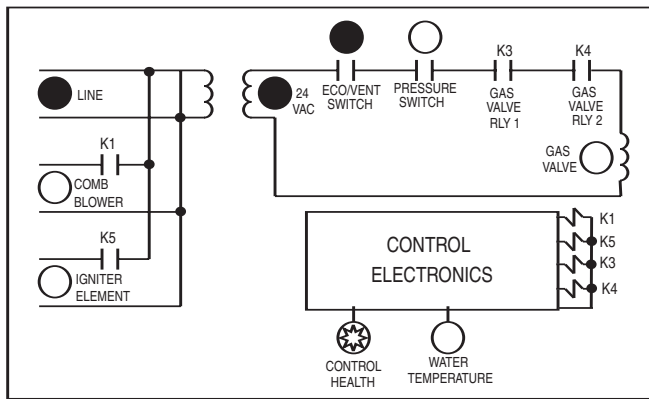 LINE
24
VAC
ECO/VENT
SWITCH
PRESSURE
SWITCH
K3
GAS
VALVE
RLY 1
K4
GAS
VALVE
RLY 2
K1
COMB
BLOWER
GAS
VALVE
K5
IGNITER
ELEMENT
CONTROL
ELECTRONICS
K1
K5
K3
K4
CONTROL
HEALTH
WATER
TEMPERATURE